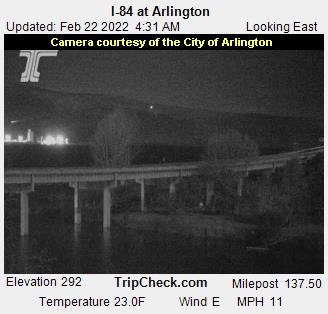 I-84 at Arlington
Updated: Feb 22 2022 4:31 AM Looking East
Camera courtesy of the City of Arlington
Elevation 292 TripCheck.com Milepost 137.50
Temperature 23.0F Wind E MPH 11